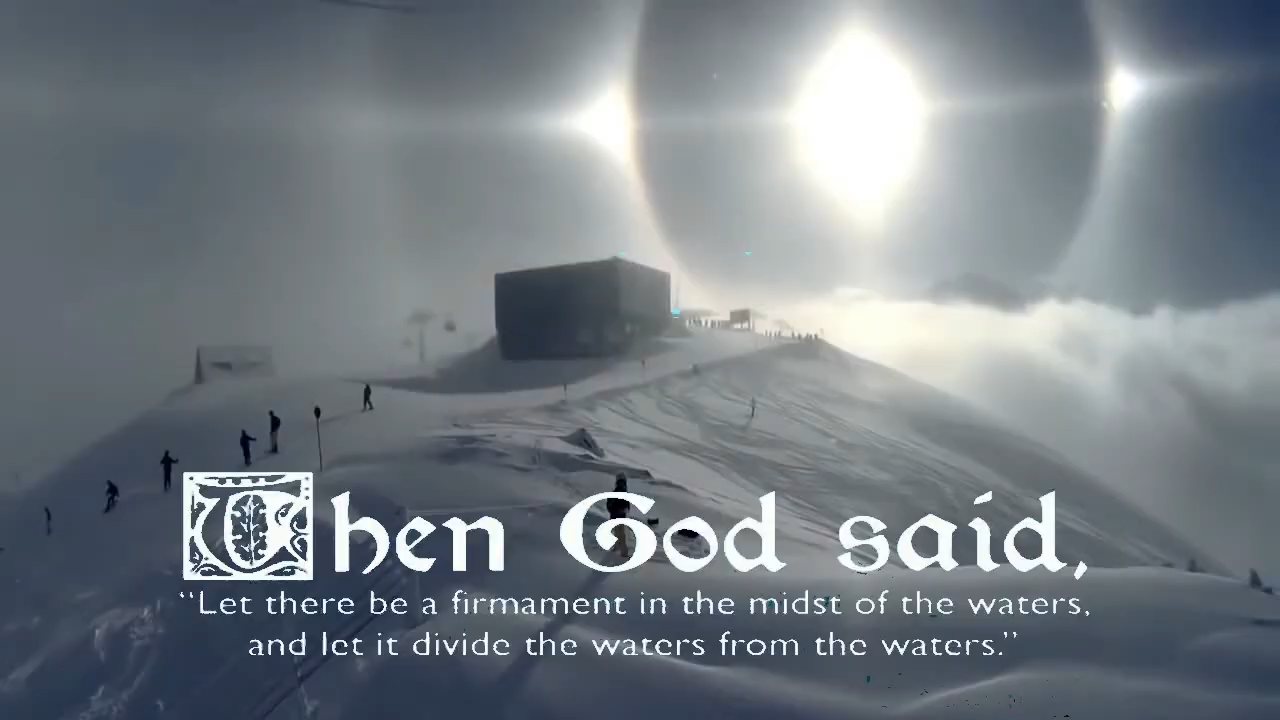 Then God said,
“Let there be a firmament in the midst of the waters,
and let it divide the waters from the waters.”